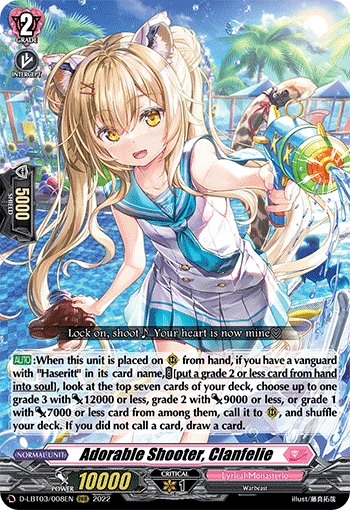 2
GRADE
INTERCEPT
5000
SHIELD
Lock on, shoot♪ Your heart is now mine♡
AUTO:When this unit is placed on (R) from hand, if you have a vanguard
with "Haseritt" in its card name,[put a grade 2 or less card from hand
into soul], look at the top seven cards of your deck, choose up to one
grade 3 with 12000 or less, grade 2 with 9000 or less, or grade 1
with 7000 or less card from among them, call it to (R), and shuffle
your deck. If you did not call a card, draw a card.
NORMAL UNIT
Adorable Shooter, Clanfelie
Lyrical Monasterio
POWER 10000
CRITICAL
1
Warbeast
D-LBT03/008EN RRR 2022
illust/藤真拓哉